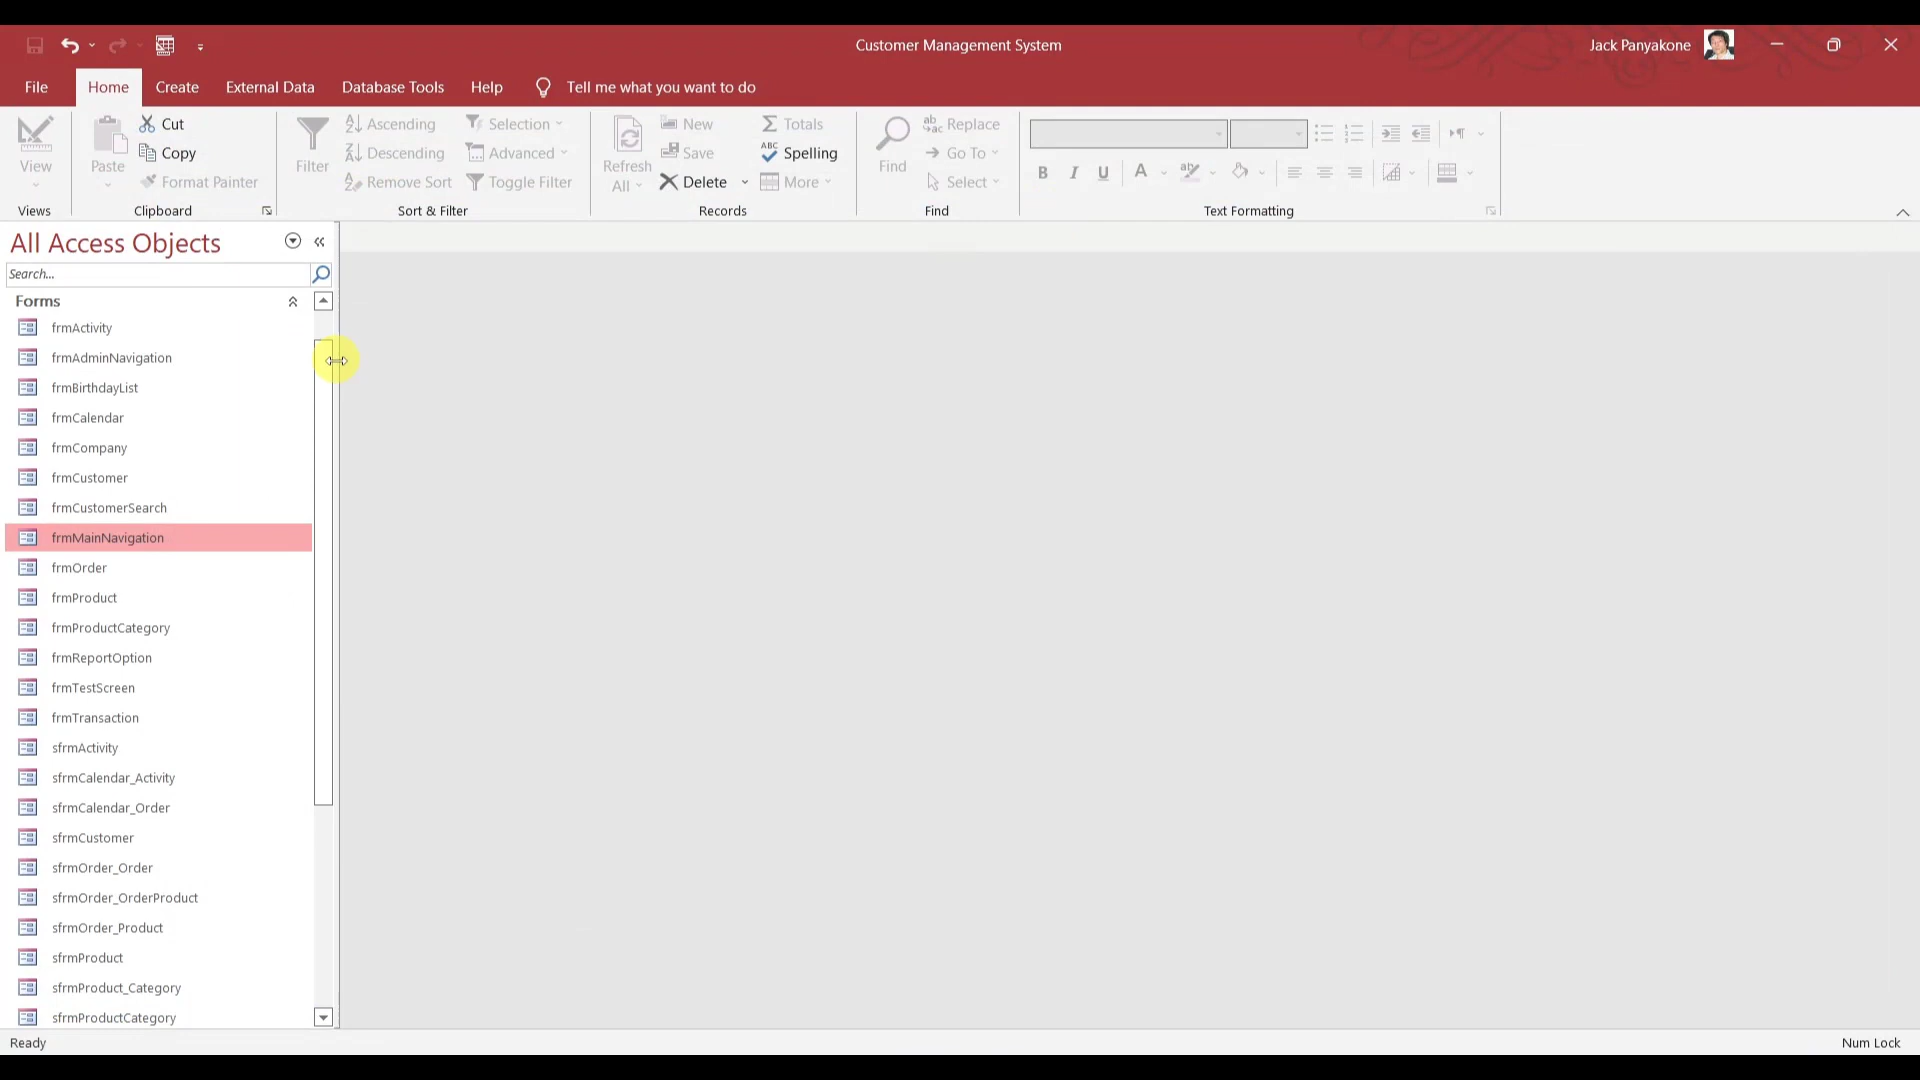 Customer Management System
Jack Panyakone
File Home Create External Data Database Tools Help Tell me what you want to do
View
Views
Paste
Cut
Copy
Format Painter
Clipboard
Filter
Ascending
Descending
Remove Sort
Selection
Advanced
Toggle Filter
Sort & Filter
Refresh
All
New
Save
Delete
Totals
Spelling
More
Records
Find
Replace
Go To
Select
Find
B I U A
Text Formatting
All Access Objects
Search...
Forms
frmActivity
frmAdminNavigation
frmBirthdayList
frmCalendar
frmCompany
frmCustomer
frmCustomerSearch
frmMainNavigation
frmOrder
frmProduct
frmProductCategory
frmReportOption
frmTestScreen
frmTransaction
sfrmActivity
sfrmCalendar_Activity
sfrmCalendar_Order
sfrmCustomer
sfrmOrder_Order
sfrmOrder_OrderProduct
sfrmOrder_Product
sfrmProduct
sfrmProduct_Category
sfrmProductCategory
Ready
Num Lock